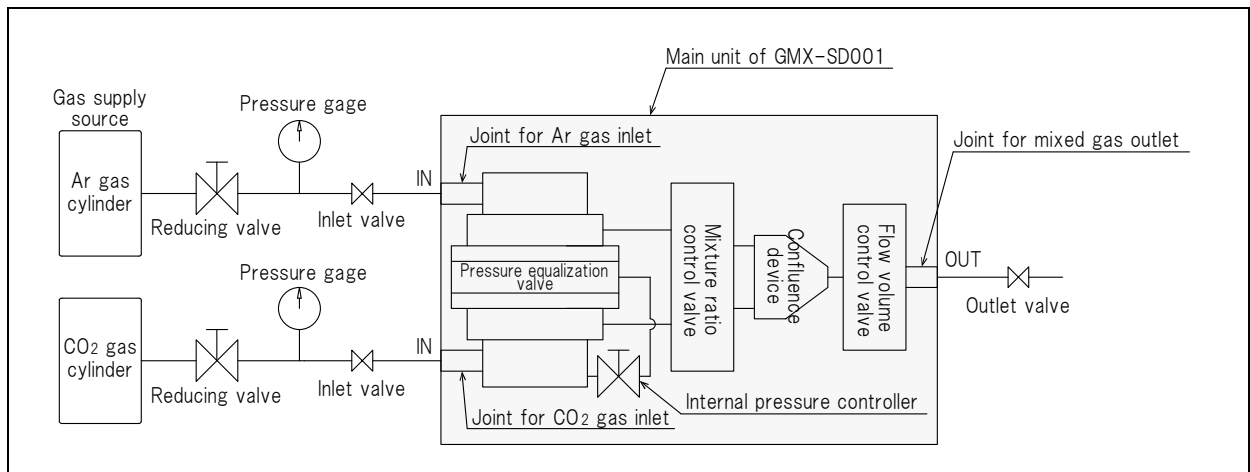 Main unit of GMX-SD001
Gas supply
source
Pressure gage
Joint for Ar gas inlet
Joint for mixed gas outlet
Ar gas
cylinder
IN
Reducing valve
Inlet valve
Mixture ratio
control valve
Confluence
device
Flow volume
control valve
OUT
Pressure equalization
valve
Pressure gage
Outlet valve
CO2 gas
cylinder
IN
Reducing valve
Inlet valve
Internal pressure controller
Joint for CO2 gas inlet